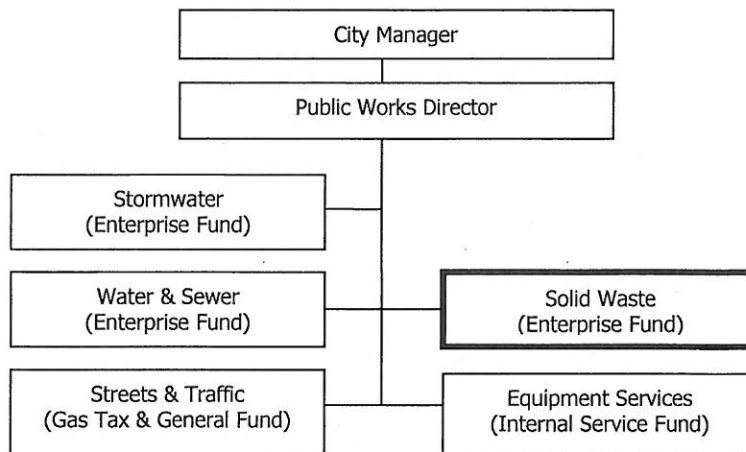 City Manager
Public Works Director
Stormwater
(Enterprise Fund)
Water & Sewer
(Enterprise Fund)
Solid Waste
(Enterprise Fund)
Streets & Traffic
(Gas Tax & General Fund)
Equipment Services
(Internal Service Fund)